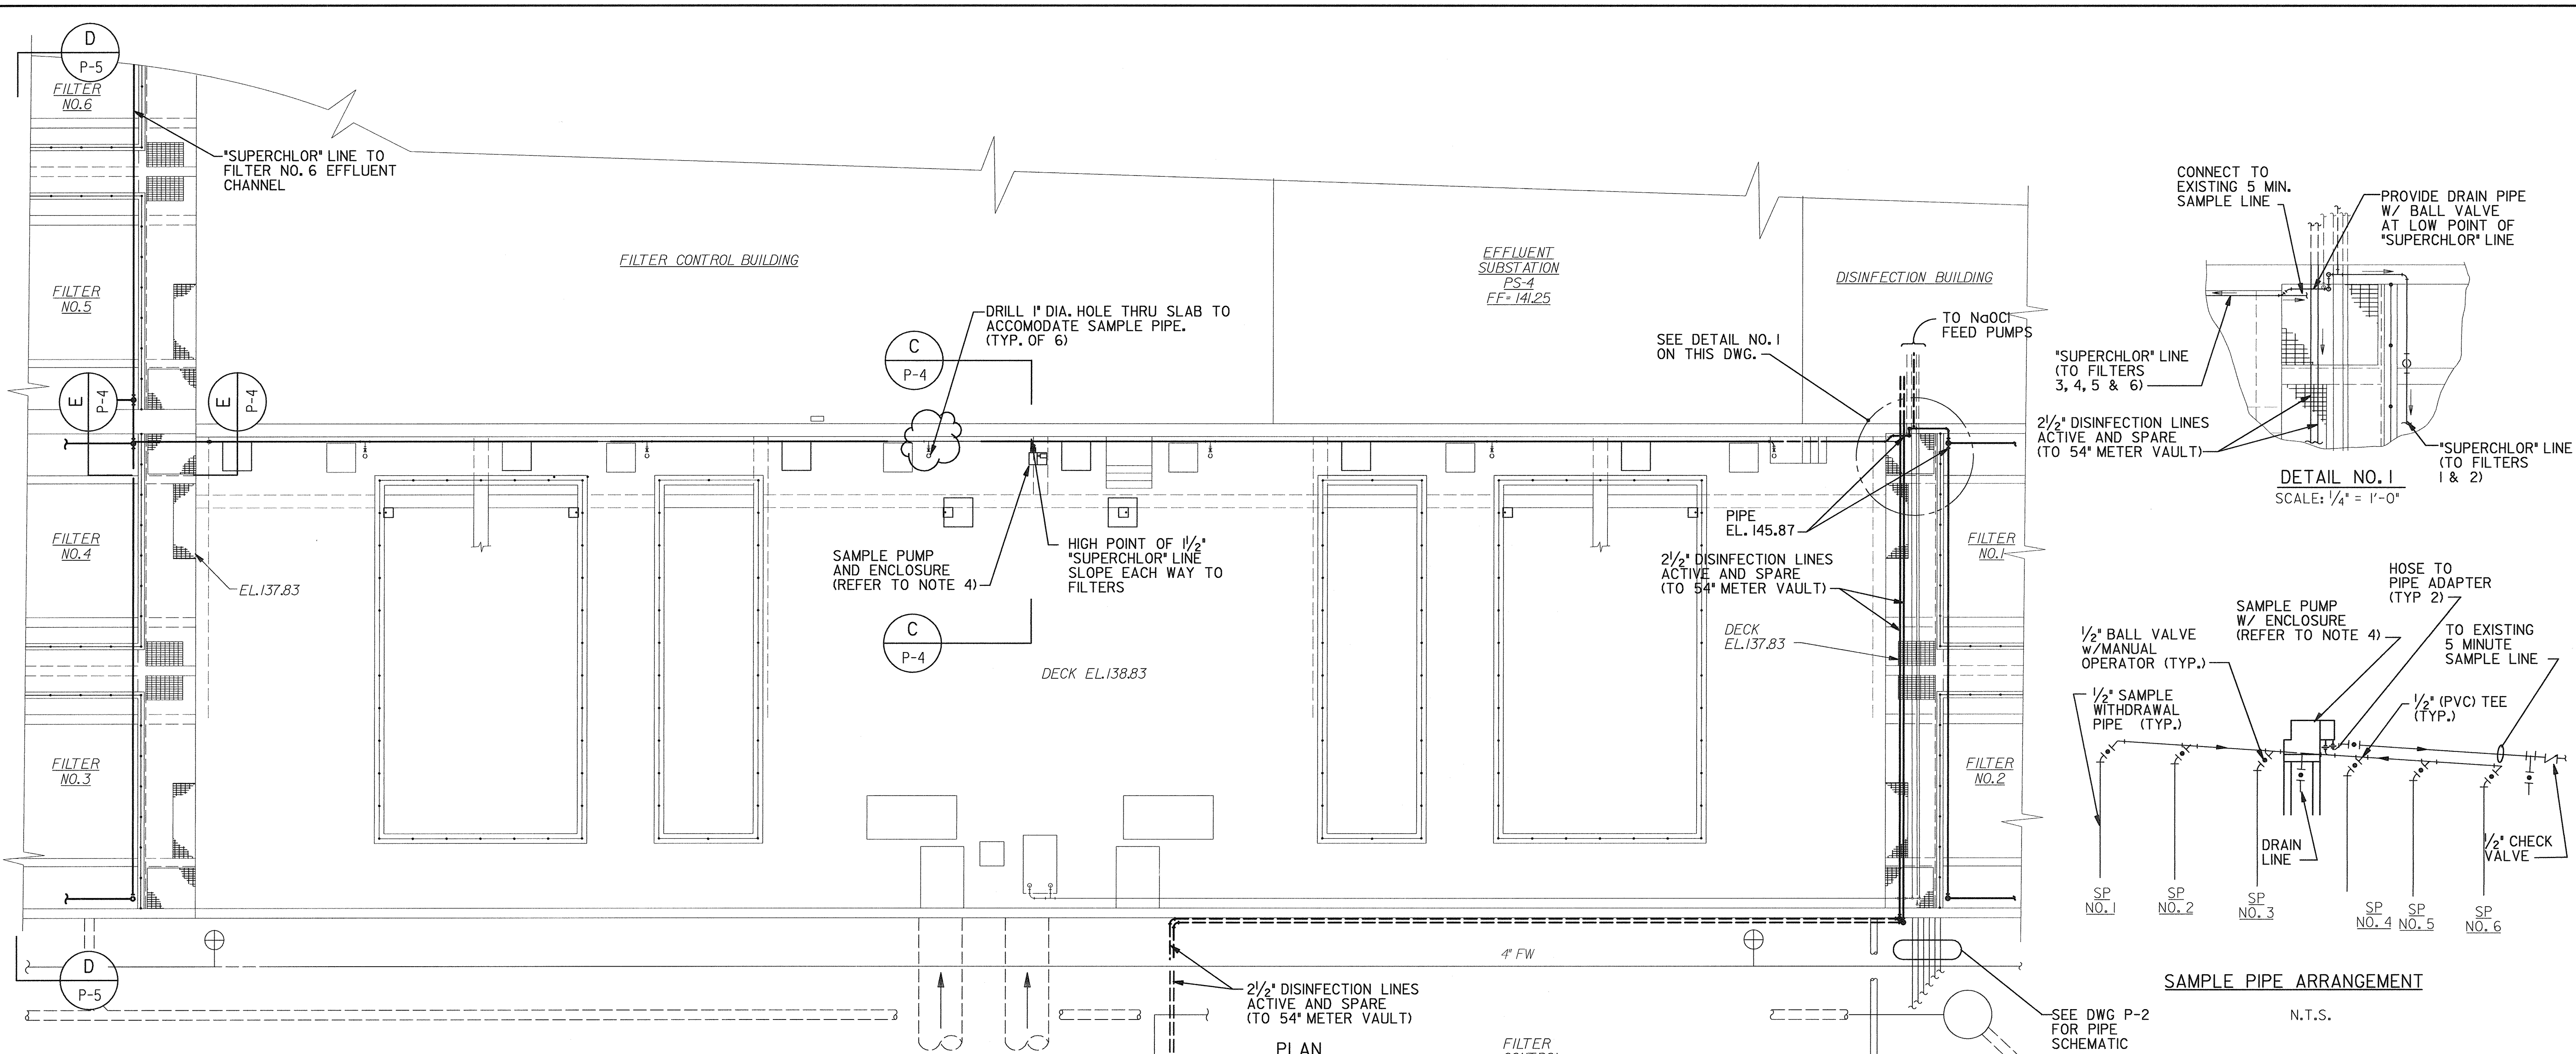 D
P-5
FILTER
NO. 6
"SUPERCHLOR" LINE TO
FILTER NO. 6 EFFLUENT
CHANNEL
FILTER
NO.5
FILTER CONTROL BUILDING
EFFLUENT
SUBSTATION
PS-4
FF= 141.25
DISINFECTION BUILDING
DRILL 1" DIA. HOLE THRU SLAB TO
ACCOMODATE SAMPLE PIPE.
(TYP. OF 6)
C
P-4
SEE DETAIL NO. 1
ON THIS DWG.
TO NaOCl
FEED PUMPS
E
P-4
E
P-4
FILTER
NO.4
EL.137.83
SAMPLE PUMP
AND ENCLOSURE
(REFER TO NOTE 4)
HIGH POINT OF 1½"
"SUPERCHLOR" LINE
SLOPE EACH WAY TO
FILTERS
C
P-4
DECK EL.138.83
PIPE
EL. 145.87
2½" DISINFECTION LINES
ACTIVE AND SPARE
(TO 54" METER VAULT)
DECK
EL.137.83
FILTER
NO.1
FILTER
NO.3
FILTER
NO.2
D
P-5
4" FW
2½" DISINFECTION LINES
ACTIVE AND SPARE
(TO 54" METER VAULT)
PLAN
FILTER
SEE DWG P-2
FOR PIPE
SCHEMATIC
CONNECT TO
EXISTING 5 MIN.
SAMPLE LINE
PROVIDE DRAIN PIPE
W/ BALL VALVE
AT LOW POINT OF
"SUPERCHLOR" LINE
"SUPERCHLOR" LINE
(TO FILTERS
3, 4, 5 & 6)
2½" DISINFECTION LINES
ACTIVE AND SPARE
(TO 54" METER VAULT)
"SUPERCHLOR" LINE
(TO FILTERS
1 & 2)
DETAIL NO. 1
SCALE: ¼" = 1'-0"
HOSE TO
PIPE ADAPTER
(TYP 2)
SAMPLE PUMP
W/ ENCLOSURE
(REFER TO NOTE 4)
TO EXISTING
5 MINUTE
SAMPLE LINE
½" BALL VALVE
w/MANUAL
OPERATOR (TYP.)
½" SAMPLE
WITHDRAWAL
PIPE (TYP.)
½" (PVC) TEE
(TYP.)
DRAIN
LINE
½" CHECK
VALVE
SP
NO. 1
SP
NO. 2
SP
NO. 3
SP
NO. 4
SP
NO. 5
SP
NO. 6
SAMPLE PIPE ARRANGEMENT
N.T.S.